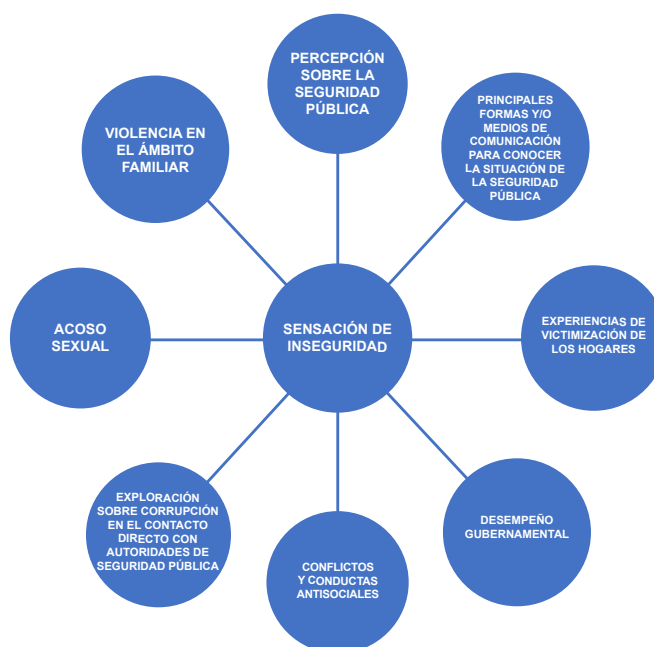 PERCEPCIÓN
SOBRE LA
SEGURIDAD
PÚBLICA
PRINCIPALES
FORMAS Y/O
MEDIOS DE
COMUNICACIÓN
PARA CONOCER
LA SITUACIÓN DE
LA SEGURIDAD
PÚBLICA
EXPERIENCIAS DE
VICTIMIZACIÓN DE
LOS HOGARES
DESEMPEÑO
GUBERNAMENTAL
CONFLICTOS
Y CONDUCTAS
ANTISOCIALES
EXPLORACIÓN
SOBRE CORRUPCIÓN
EN EL CONTACTO
DIRECTO CON
AUTORIDADES DE
SEGURIDAD PÚBLICA
ACOSO
SEXUAL
VIOLENCIA EN
EL ÁMBITO
FAMILIAR
SENSACIÓN DE
INSEGURIDAD